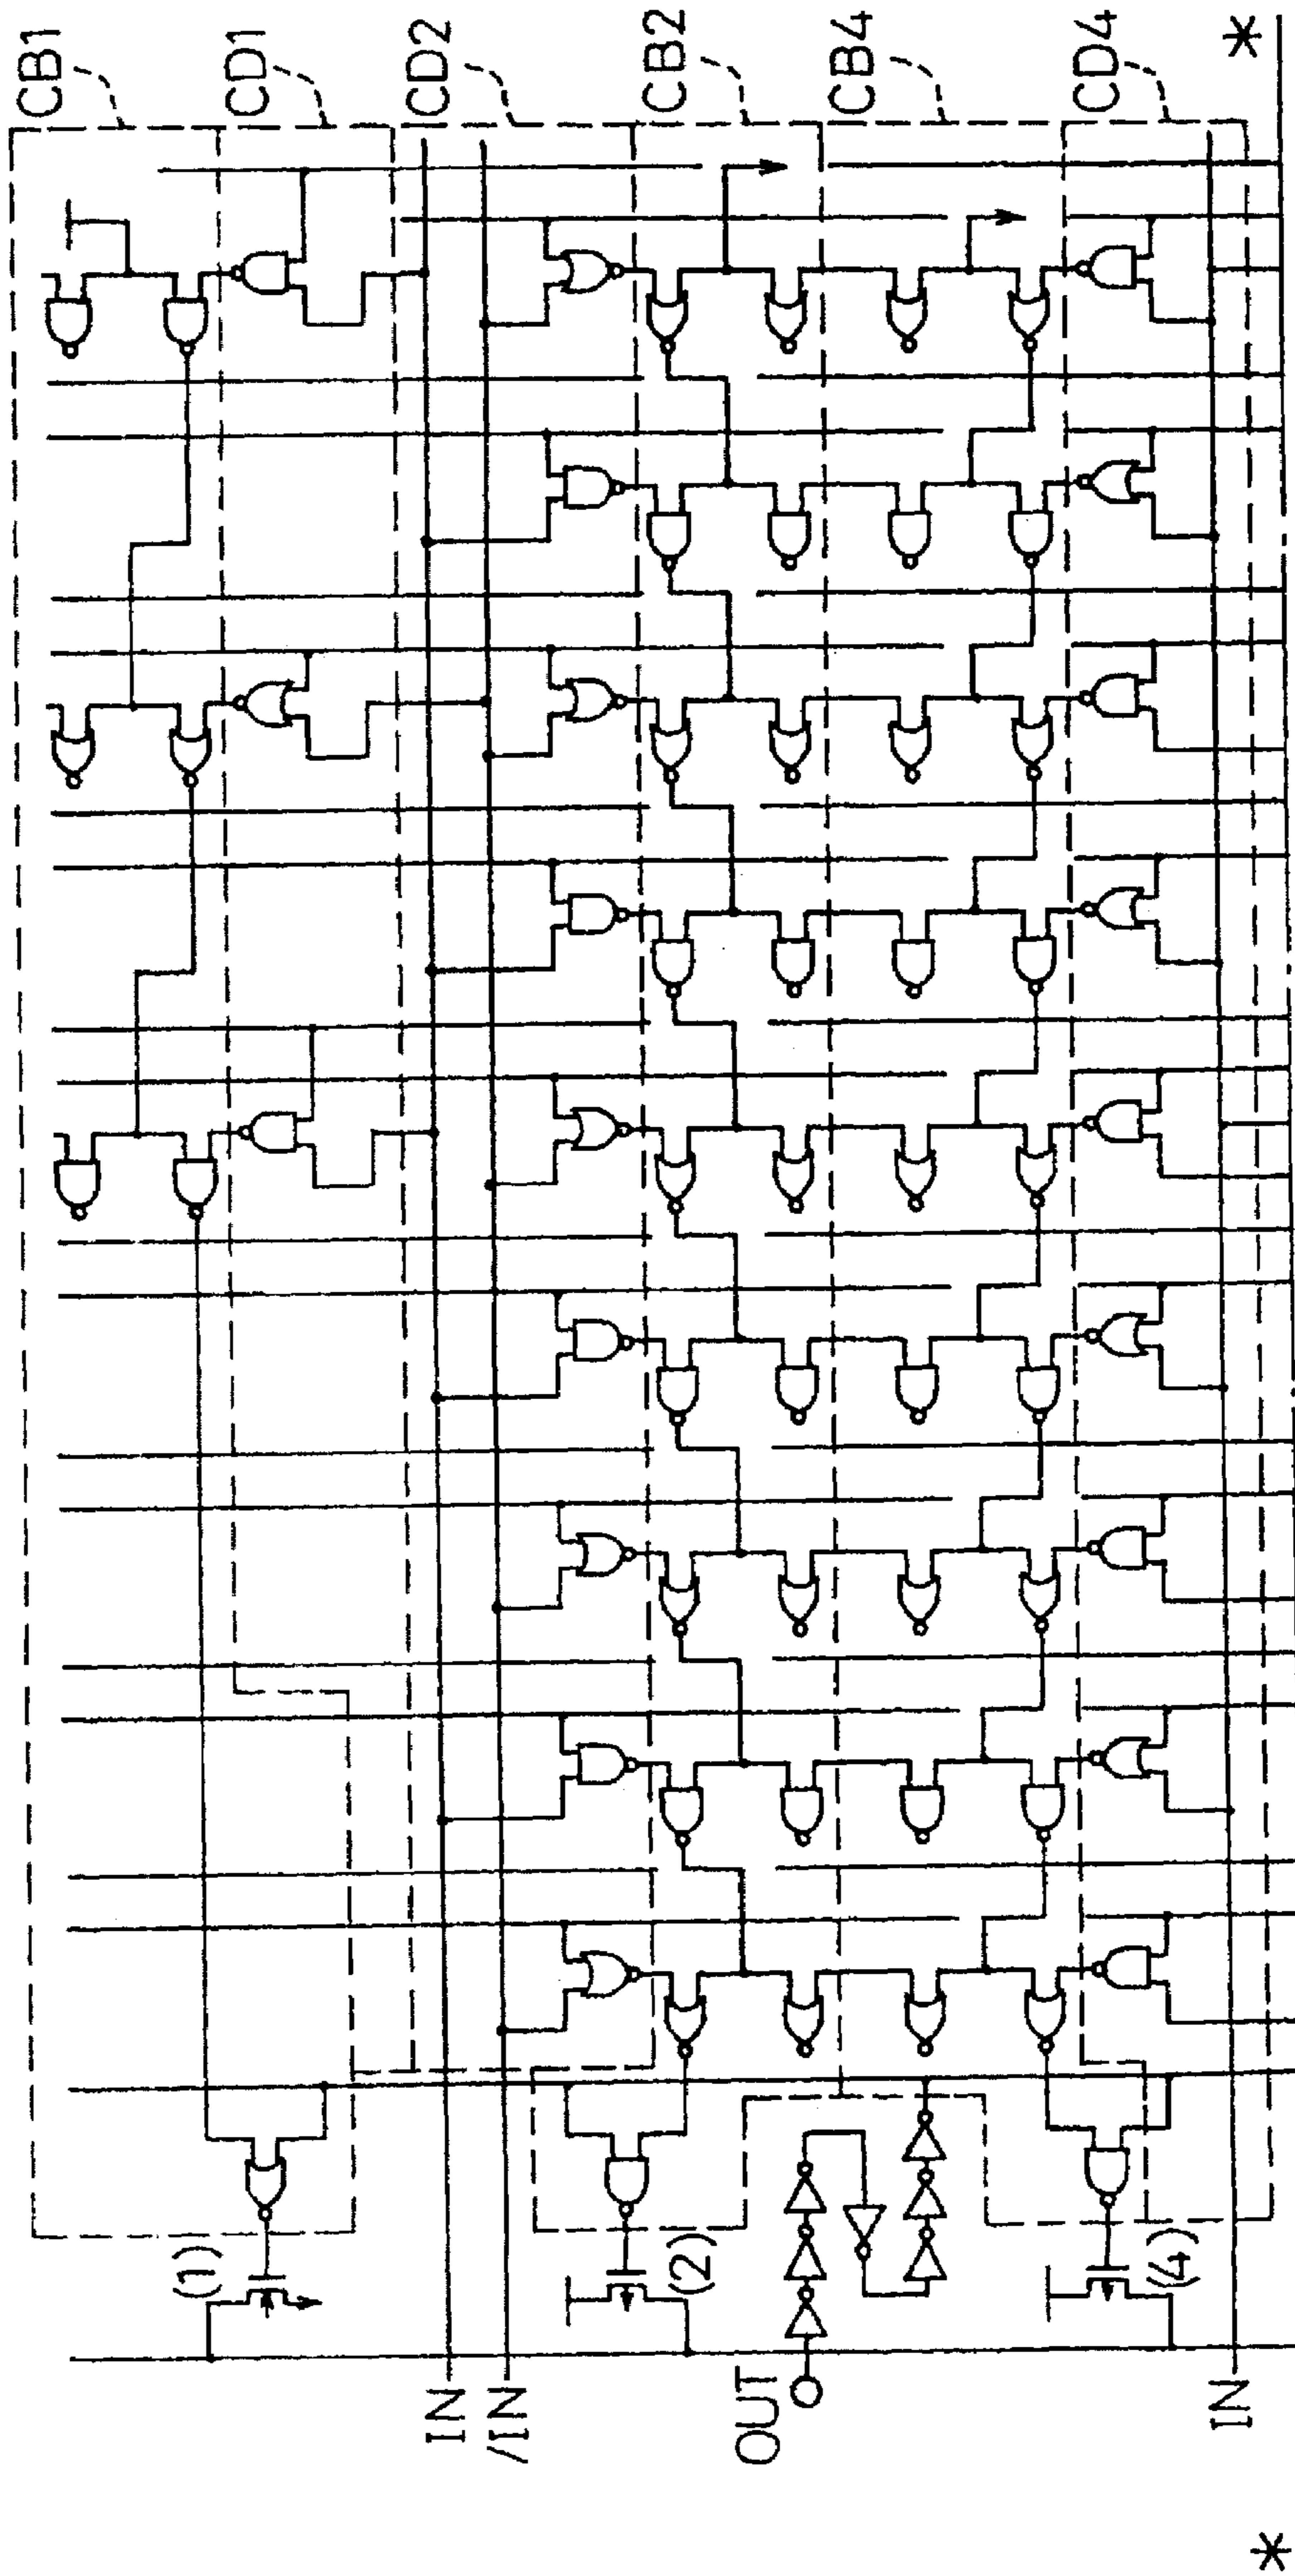 CB1
CD1
CD2
CB2
CB4
CD4
*
(1)
(2)
(4)
IN
/IN
OUT
IN
*